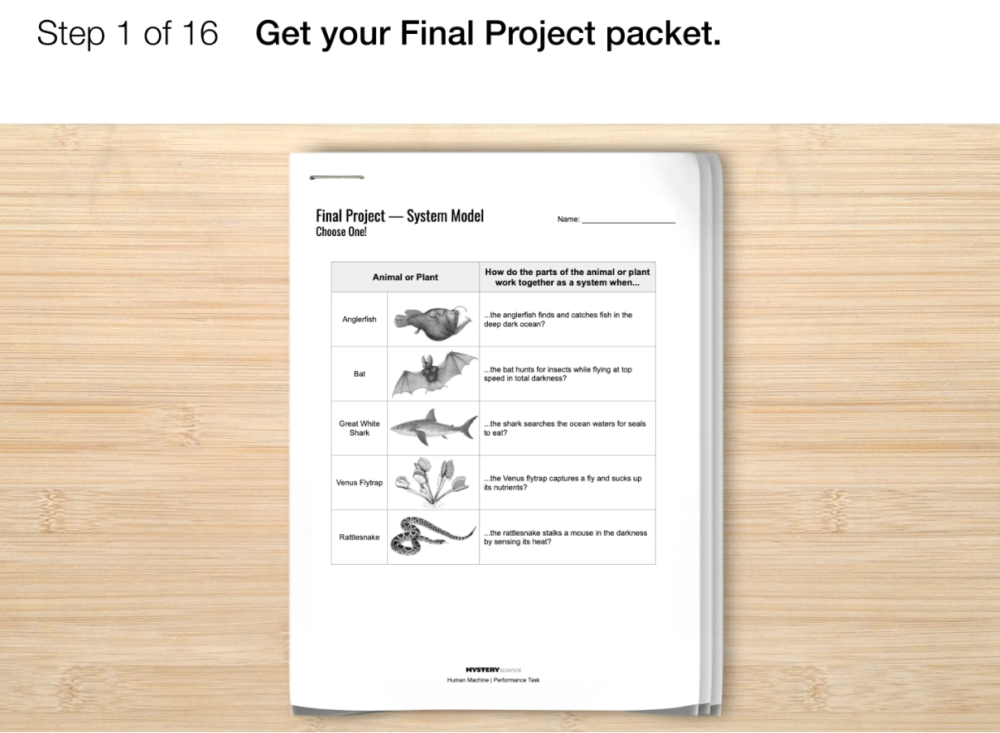 Step 1 of 16 Get your Final Project packet.
Final Project — System Model
Name: ______________________
Choose One!
Animal or Plant
How do the parts of the animal or plant
work together as a system when...
Anglerfish
...the anglerfish finds and catches fish in the
deep dark ocean?
Bat
...the bat hunts for insects while flying at top
speed in total darkness?
Great White
Shark
...the shark searches the ocean waters for seals
to eat?
Venus Flytrap
...the Venus flytrap captures a fly and sucks up
its nutrients?
Rattlesnake
...the rattlesnake stalks a mouse in the darkness
by sensing its heat?
MYSTERYscience
Human Machine | Performance Task